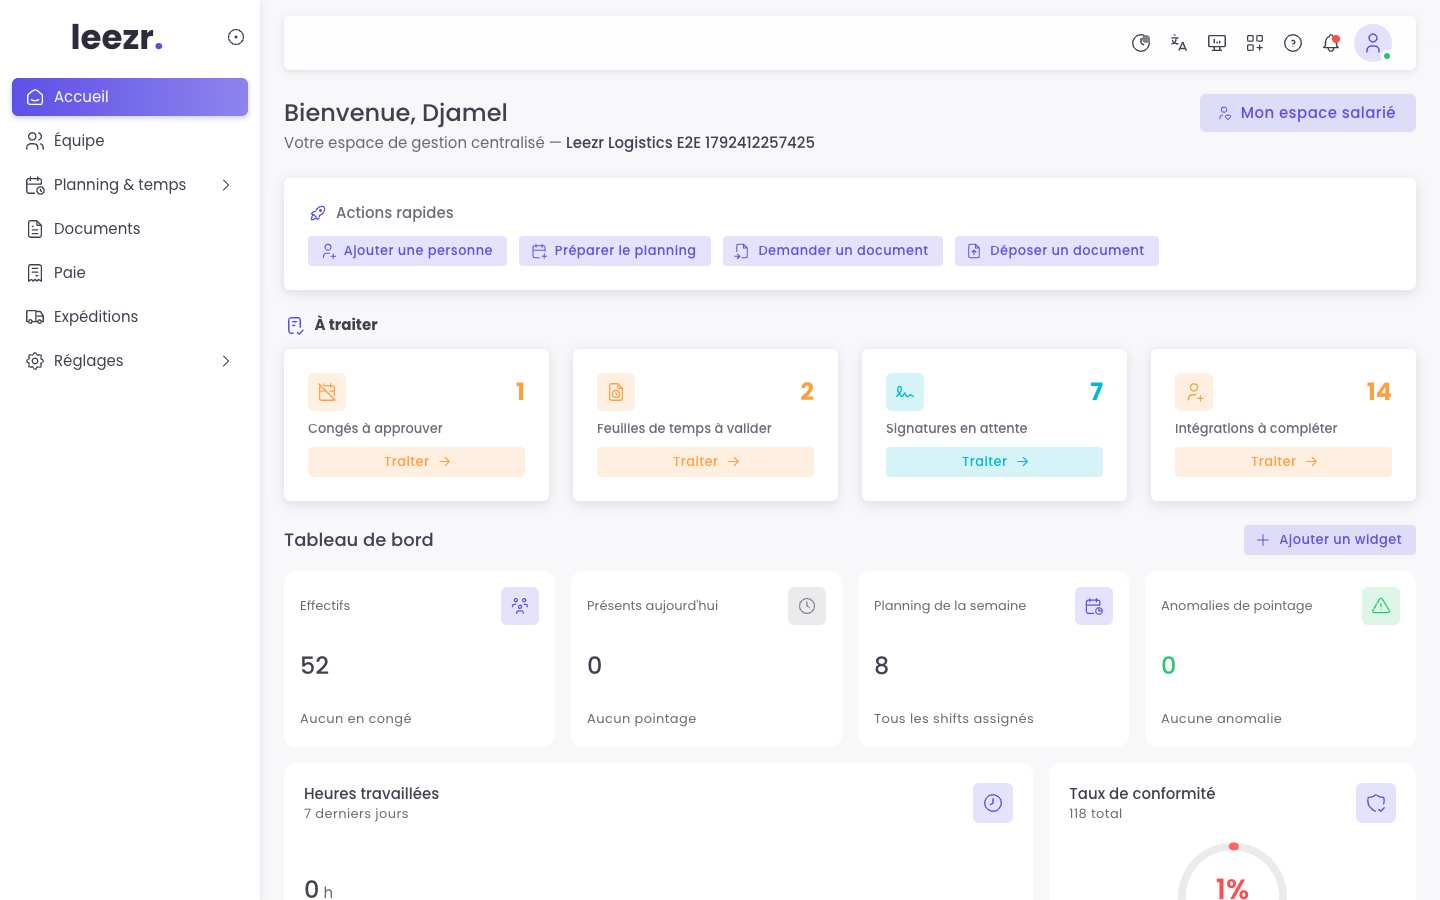 leezr.
Accueil
Équipe
Planning & temps
Documents
Paie
Expéditions
Réglages
Bienvenue, Djamel
Mon espace salarié
Votre espace de gestion centralisé — Leezr Logistics E2E 1792412257425
Actions rapides
Ajouter une personne
Préparer le planning
Demander un document
Déposer un document
À traiter
1
Congés à approuver
Traiter
2
Feuilles de temps à valider
Traiter
7
Signatures en attente
Traiter
14
Intégrations à compléter
Traiter
Tableau de bord
Ajouter un widget
Effectifs
52
Aucun en congé
Présents aujourd'hui
0
Aucun pointage
Planning de la semaine
8
Tous les shifts assignés
Anomalies de pointage
0
Aucune anomalie
Heures travaillées
7 derniers jours
0 h
Taux de conformité
118 total
1%